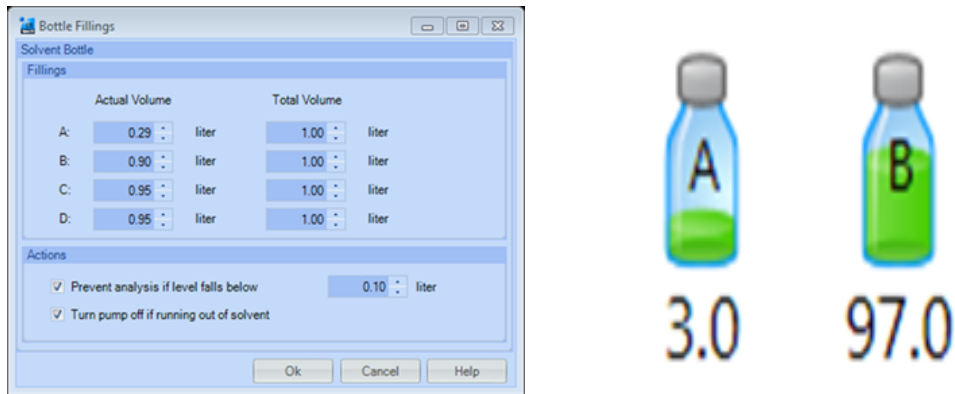 Bottle Fillings
Solvent Bottle
Fillings
Actual Volume Total Volume
A: 0.29 liter 1.00 liter
B: 0.90 liter 1.00 liter
C: 0.95 liter 1.00 liter
D: 0.95 liter 1.00 liter
Actions
Prevent analysis if level falls below 0.10 liter
Turn pump off if running out of solvent
Ok Cancel Help
A B
3.0 97.0